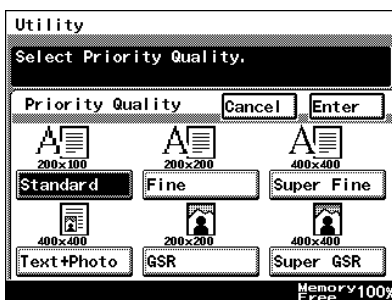 Utility
Select Priority Quality.
Priority Quality Cancel Enter
200x100 200x200 400x400
Standard Fine Super Fine
400x400 200x200 400x400
Text+Photo GSR Super GSR
Memory
Free 100%